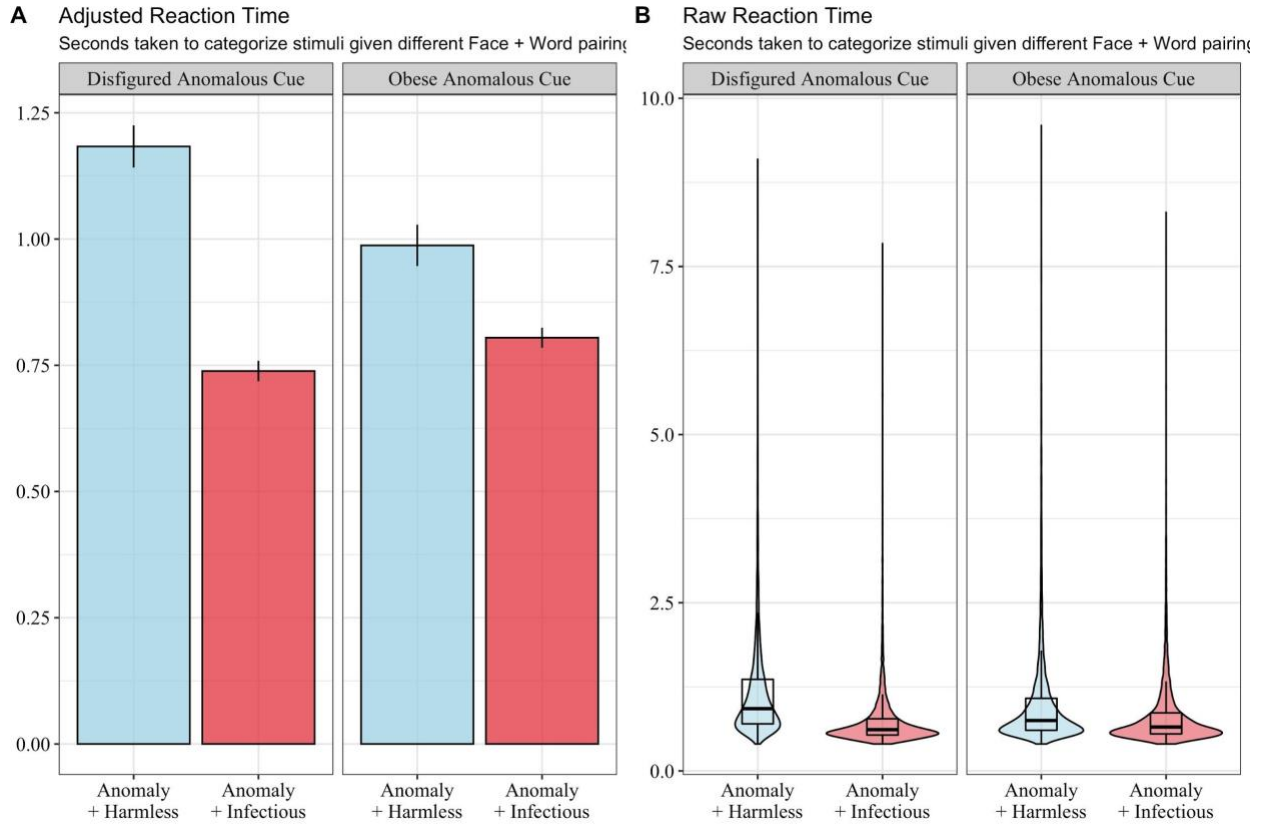 A Adjusted Reaction Time
Seconds taken to categorize stimuli given different Face + Word pairing
Disfigured Anomalous Cue
Obese Anomalous Cue
1.25
1.00
0.75
0.50
0.25
0.00
Anomaly
+ Harmless
Anomaly
+ Infectious
Anomaly
+ Harmless
Anomaly
+ Infectious
B Raw Reaction Time
Seconds taken to categorize stimuli given different Face + Word pairing
Disfigured Anomalous Cue
Obese Anomalous Cue
10.0
7.5
5.0
2.5
0.0
Anomaly
+ Harmless
Anomaly
+ Infectious
Anomaly
+ Harmless
Anomaly
+ Infectious